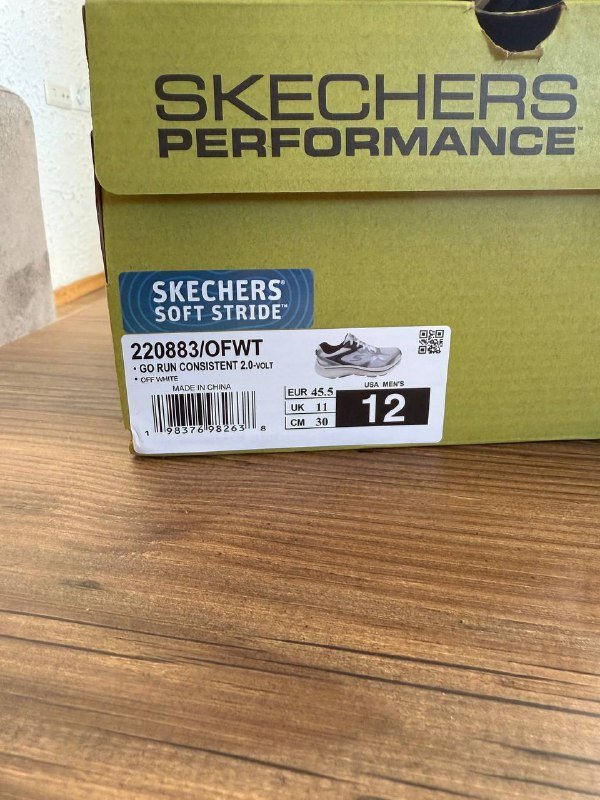 SKECHERS
PERFORMANCE
SKECHERS®
SOFT STRIDE™
220883/OFWT
• GO RUN CONSISTENT 2.0-VOLT
• OFF WHITE
MADE IN CHINA
EUR 45.5
UK 11
CM 30
USA MEN'S
12
1 98376 98263 8